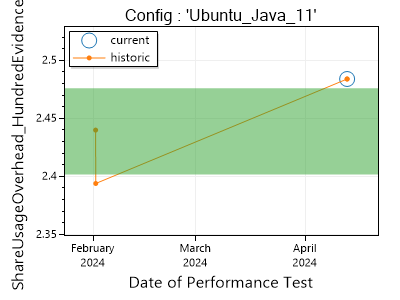 Config : 'Ubuntu_Java_11'
ShareUsageOverhead_HundredEvidence
current
historic
2.5
2.45
2.4
2.35
February
2024
March
2024
April
2024
Date of Performance Test